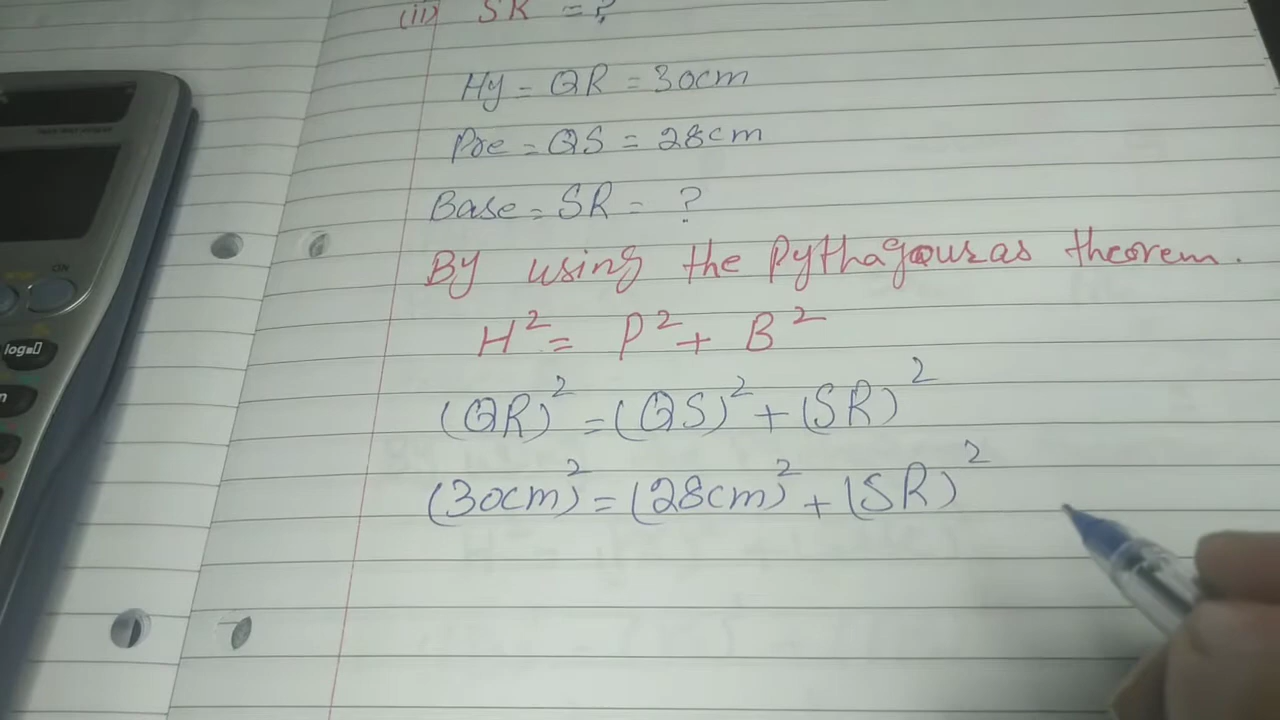 (ii) SR = ?
Hy = QR = 30cm
Pre = QS = 28cm
Base = SR = ?
By using the Pythagouras theorem.
H² = P² + B²
(QR)² = (QS)² + (SR)²
(30cm)² = (28cm)² + (SR)²
ON
log